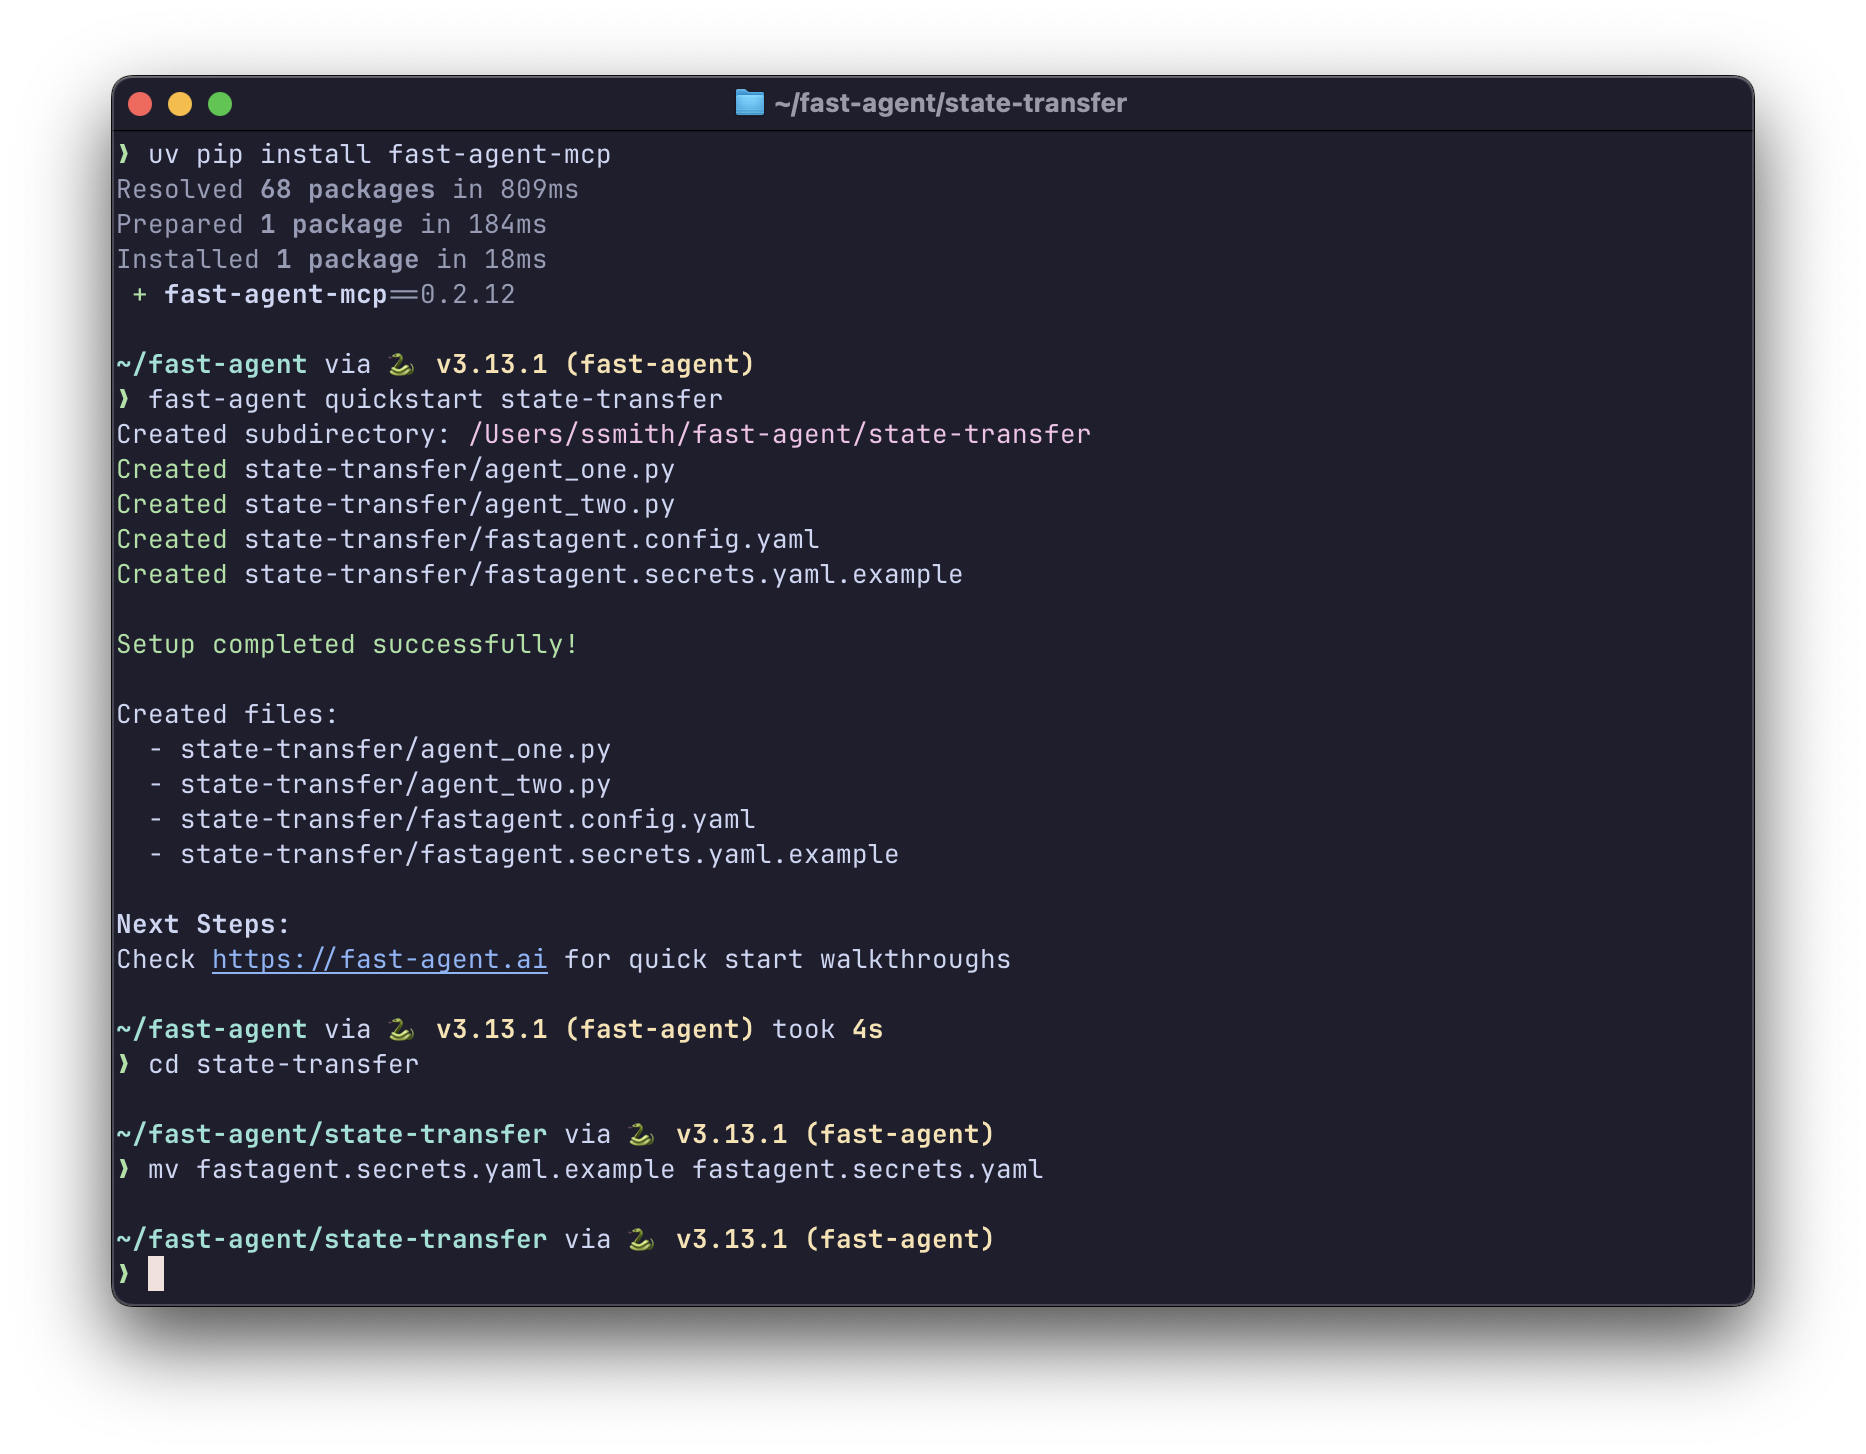 ~/fast-agent/state-transfer
❱ uv pip install fast-agent-mcp
Resolved 68 packages in 809ms
Prepared 1 package in 184ms
Installed 1 package in 18ms
 + fast-agent-mcp==0.2.12
~/fast-agent via 🐍 v3.13.1 (fast-agent)
❱ fast-agent quickstart state-transfer
Created subdirectory: /Users/ssmith/fast-agent/state-transfer
Created state-transfer/agent_one.py
Created state-transfer/agent_two.py
Created state-transfer/fastagent.config.yaml
Created state-transfer/fastagent.secrets.yaml.example
Setup completed successfully!
Created files:
  - state-transfer/agent_one.py
  - state-transfer/agent_two.py
  - state-transfer/fastagent.config.yaml
  - state-transfer/fastagent.secrets.yaml.example
Next Steps:
Check https://fast-agent.ai for quick start walkthroughs
~/fast-agent via 🐍 v3.13.1 (fast-agent) took 4s
❱ cd state-transfer
~/fast-agent/state-transfer via 🐍 v3.13.1 (fast-agent)
❱ mv fastagent.secrets.yaml.example fastagent.secrets.yaml
~/fast-agent/state-transfer via 🐍 v3.13.1 (fast-agent)
❱